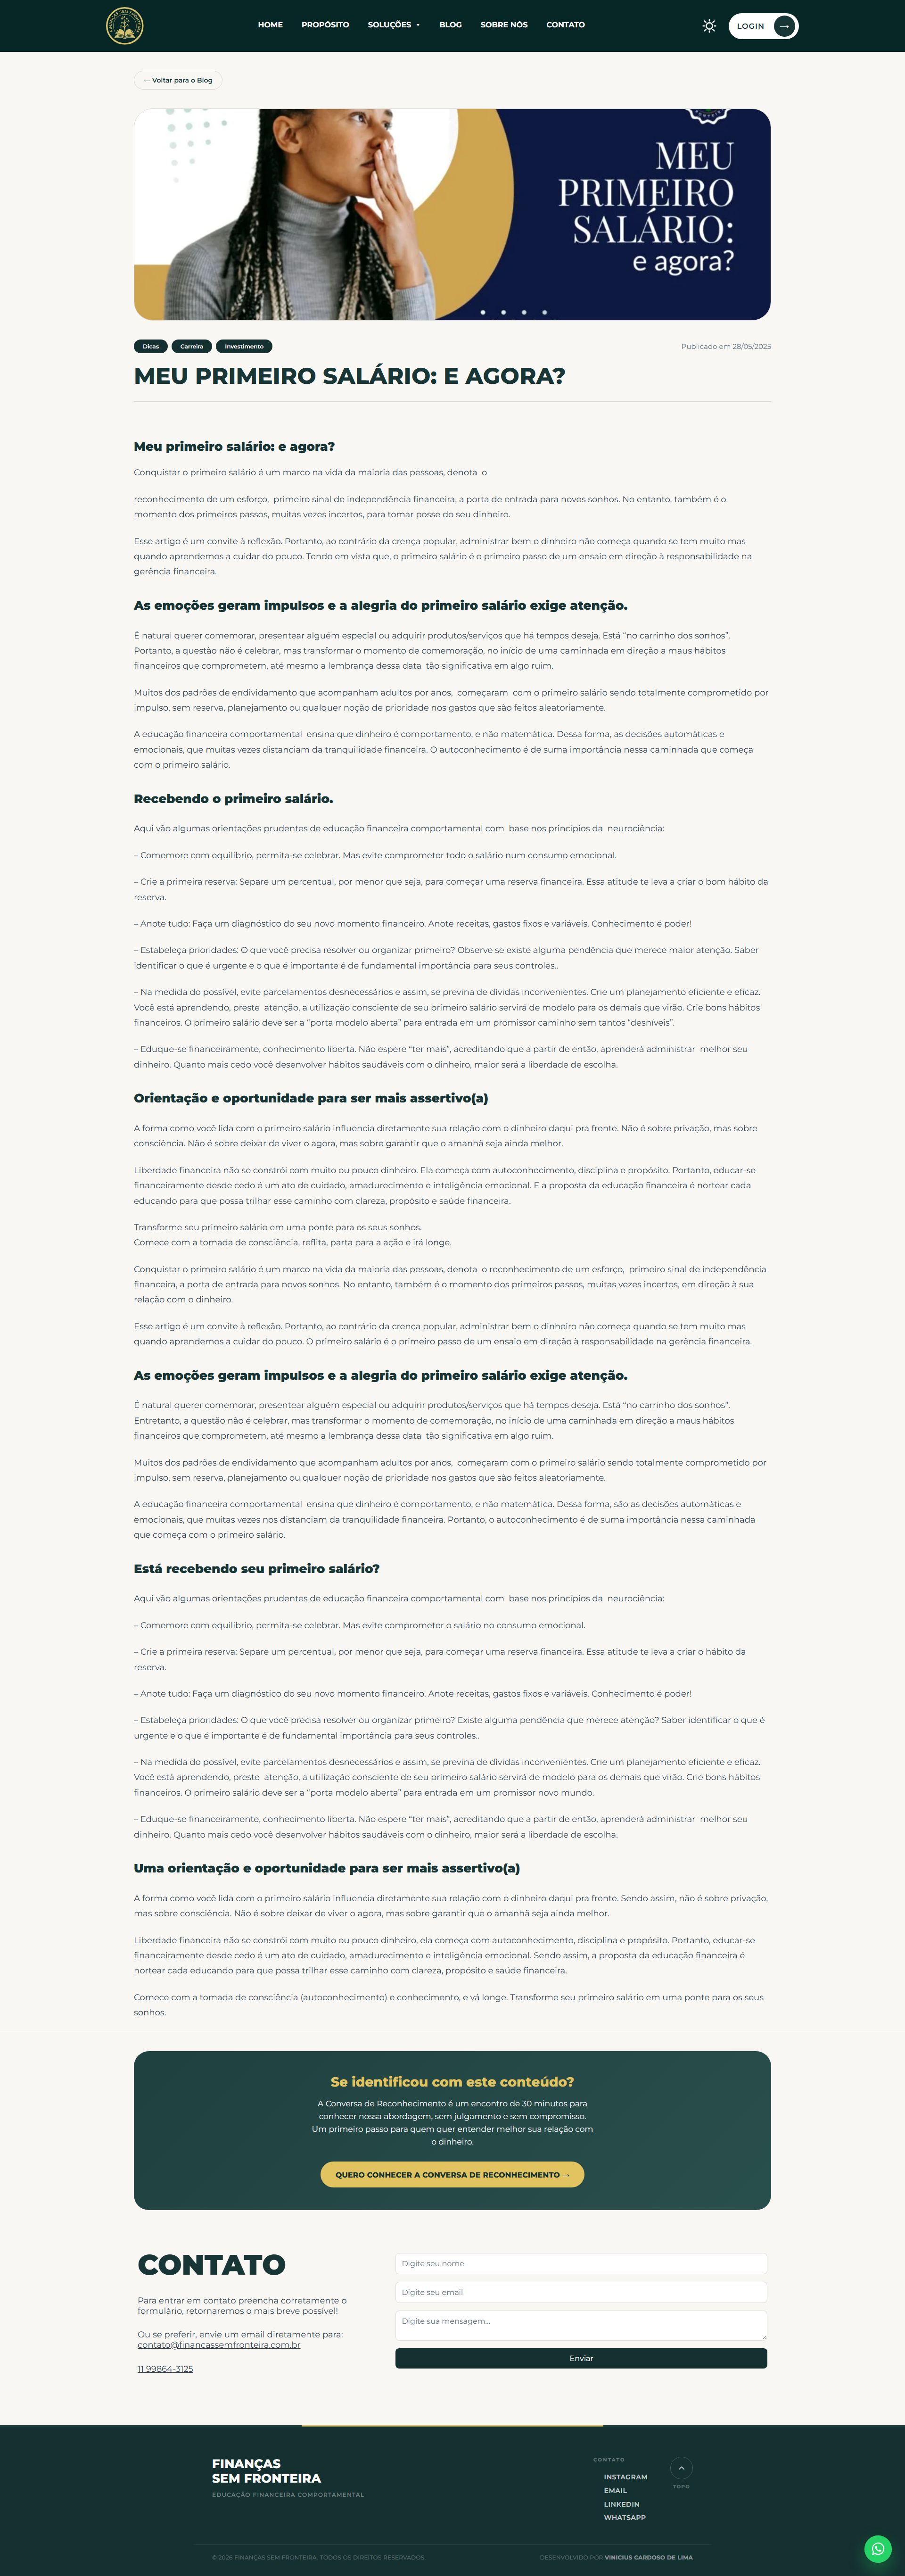 HOME PROPÓSITO SOLUÇÕES BLOG SOBRE NÓS CONTATO LOGIN →
← Voltar para o Blog
MEU
PRIMEIRO
SALÁRIO:
e agora?
Dicas Carreira Investimento Publicado em 28/05/2025
MEU PRIMEIRO SALÁRIO: E AGORA?
Meu primeiro salário: e agora?
Conquistar o primeiro salário é um marco na vida da maioria das pessoas, denota o
reconhecimento de um esforço, primeiro sinal de independência financeira, a porta de entrada para novos sonhos. No entanto, também é o
momento dos primeiros passos, muitas vezes incertos, para tomar posse do seu dinheiro.
Esse artigo é um convite à reflexão. Portanto, ao contrário da crença popular, administrar bem o dinheiro não começa quando se tem muito mas
quando aprendemos a cuidar do pouco. Tendo em vista que, o primeiro salário é o primeiro passo de um ensaio em direção à responsabilidade na
gerência financeira.
As emoções geram impulsos e a alegria do primeiro salário exige atenção.
É natural querer comemorar, presentear alguém especial ou adquirir produtos/serviços que há tempos deseja. Está “no carrinho dos sonhos”.
Portanto, a questão não é celebrar, mas transformar o momento de comemoração, no início de uma caminhada em direção a maus hábitos
financeiros que comprometem, até mesmo a lembrança dessa data tão significativa em algo ruim.
Muitos dos padrões de endividamento que acompanham adultos por anos, começaram com o primeiro salário sendo totalmente comprometido por
impulso, sem reserva, planejamento ou qualquer noção de prioridade nos gastos que são feitos aleatoriamente.
A educação financeira comportamental ensina que dinheiro é comportamento, e não matemática. Dessa forma, as decisões automáticas e
emocionais, que muitas vezes distanciam da tranquilidade financeira. O autoconhecimento é de suma importância nessa caminhada que começa
com o primeiro salário.
Recebendo o primeiro salário.
Aqui vão algumas orientações prudentes de educação financeira comportamental com base nos princípios da neurociência:
– Comemore com equilíbrio, permita-se celebrar. Mas evite comprometer todo o salário num consumo emocional.
– Crie a primeira reserva: Separe um percentual, por menor que seja, para começar uma reserva financeira. Essa atitude te leva a criar o bom hábito da
reserva.
– Anote tudo: Faça um diagnóstico do seu novo momento financeiro. Anote receitas, gastos fixos e variáveis. Conhecimento é poder!
– Estabeleça prioridades: O que você precisa resolver ou organizar primeiro? Observe se existe alguma pendência que merece maior atenção. Saber
identificar o que é urgente e o que é importante é de fundamental importância para seus controles..
– Na medida do possível, evite parcelamentos desnecessários e assim, se previna de dívidas inconvenientes. Crie um planejamento eficiente e eficaz.
Você está aprendendo, preste atenção, a utilização consciente de seu primeiro salário servirá de modelo para os demais que virão. Crie bons hábitos
financeiros. O primeiro salário deve ser a “porta modelo aberta” para entrada em um promissor caminho sem tantos “desníveis”.
– Eduque-se financeiramente, conhecimento liberta. Não espere “ter mais”, acreditando que a partir de então, aprenderá administrar melhor seu
dinheiro. Quanto mais cedo você desenvolver hábitos saudáveis com o dinheiro, maior será a liberdade de escolha.
Orientação e oportunidade para ser mais assertivo(a)
A forma como você lida com o primeiro salário influencia diretamente sua relação com o dinheiro daqui pra frente. Não é sobre privação, mas sobre
consciência. Não é sobre deixar de viver o agora, mas sobre garantir que o amanhã seja ainda melhor.
Liberdade financeira não se constrói com muito ou pouco dinheiro. Ela começa com autoconhecimento, disciplina e propósito. Portanto, educar-se
financeiramente desde cedo é um ato de cuidado, amadurecimento e inteligência emocional. E a proposta da educação financeira é nortear cada
educando para que possa trilhar esse caminho com clareza, propósito e saúde financeira.
Transforme seu primeiro salário em uma ponte para os seus sonhos.
Comece com a tomada de consciência, reflita, parta para a ação e irá longe.
Conquistar o primeiro salário é um marco na vida da maioria das pessoas, denota o reconhecimento de um esforço, primeiro sinal de independência
financeira, a porta de entrada para novos sonhos. No entanto, também é o momento dos primeiros passos, muitas vezes incertos, em direção à sua
relação com o dinheiro.
Esse artigo é um convite à reflexão. Portanto, ao contrário da crença popular, administrar bem o dinheiro não começa quando se tem muito mas
quando aprendemos a cuidar do pouco. O primeiro salário é o primeiro passo de um ensaio em direção à responsabilidade na gerência financeira.
As emoções geram impulsos e a alegria do primeiro salário exige atenção.
É natural querer comemorar, presentear alguém especial ou adquirir produtos/serviços que há tempos deseja. Está “no carrinho dos sonhos”.
Entretanto, a questão não é celebrar, mas transformar o momento de comemoração, no início de uma caminhada em direção a maus hábitos
financeiros que comprometem, até mesmo a lembrança dessa data tão significativa em algo ruim.
Muitos dos padrões de endividamento que acompanham adultos por anos, começaram com o primeiro salário sendo totalmente comprometido por
impulso, sem reserva, planejamento ou qualquer noção de prioridade nos gastos que são feitos aleatoriamente.
A educação financeira comportamental ensina que dinheiro é comportamento, e não matemática. Dessa forma, são as decisões automáticas e
emocionais, que muitas vezes nos distanciam da tranquilidade financeira. Portanto, o autoconhecimento é de suma importância nessa caminhada
que começa com o primeiro salário.
Está recebendo seu primeiro salário?
Aqui vão algumas orientações prudentes de educação financeira comportamental com base nos princípios da neurociência:
– Comemore com equilíbrio, permita-se celebrar. Mas evite comprometer o salário no consumo emocional.
– Crie a primeira reserva: Separe um percentual, por menor que seja, para começar uma reserva financeira. Essa atitude te leva a criar o hábito da
reserva.
– Anote tudo: Faça um diagnóstico do seu novo momento financeiro. Anote receitas, gastos fixos e variáveis. Conhecimento é poder!
– Estabeleça prioridades: O que você precisa resolver ou organizar primeiro? Existe alguma pendência que merece atenção? Saber identificar o que é
urgente e o que é importante é de fundamental importância para seus controles..
– Na medida do possível, evite parcelamentos desnecessários e assim, se previna de dívidas inconvenientes. Crie um planejamento eficiente e eficaz.
Você está aprendendo, preste atenção, a utilização consciente de seu primeiro salário servirá de modelo para os demais que virão. Crie bons hábitos
financeiros. O primeiro salário deve ser a “porta modelo aberta” para entrada em um promissor novo mundo.
– Eduque-se financeiramente, conhecimento liberta. Não espere “ter mais”, acreditando que a partir de então, aprenderá administrar melhor seu
dinheiro. Quanto mais cedo você desenvolver hábitos saudáveis com o dinheiro, maior será a liberdade de escolha.
Uma orientação e oportunidade para ser mais assertivo(a)
A forma como você lida com o primeiro salário influencia diretamente sua relação com o dinheiro daqui pra frente. Sendo assim, não é sobre privação,
mas sobre consciência. Não é sobre deixar de viver o agora, mas sobre garantir que o amanhã seja ainda melhor.
Liberdade financeira não se constrói com muito ou pouco dinheiro, ela começa com autoconhecimento, disciplina e propósito. Portanto, educar-se
financeiramente desde cedo é um ato de cuidado, amadurecimento e inteligência emocional. Sendo assim, a proposta da educação financeira é
nortear cada educando para que possa trilhar esse caminho com clareza, propósito e saúde financeira.
Comece com a tomada de consciência (autoconhecimento) e conhecimento, e vá longe. Transforme seu primeiro salário em uma ponte para os seus
sonhos.
Se identificou com este conteúdo?
A Conversa de Reconhecimento é um encontro de 30 minutos para
conhecer nossa abordagem, sem julgamento e sem compromisso.
Um primeiro passo para quem quer entender melhor sua relação com
o dinheiro.
QUERO CONHECER A CONVERSA DE RECONHECIMENTO →
CONTATO
Para entrar em contato preencha corretamente o
formulário, retornaremos o mais breve possível!
Ou se preferir, envie um email diretamente para:
contato@financassemfronteira.com.br
11 99864-3125
Digite seu nome
Digite seu email
Digite sua mensagem...
Enviar
FINANÇAS
SEM FRONTEIRA
EDUCAÇÃO FINANCEIRA COMPORTAMENTAL
CONTATO
INSTAGRAM
EMAIL
LINKEDIN
WHATSAPP
TOPO
© 2026 FINANÇAS SEM FRONTEIRA. TODOS OS DIREITOS RESERVADOS. DESENVOLVIDO POR VINICIUS CARDOSO DE LIMA